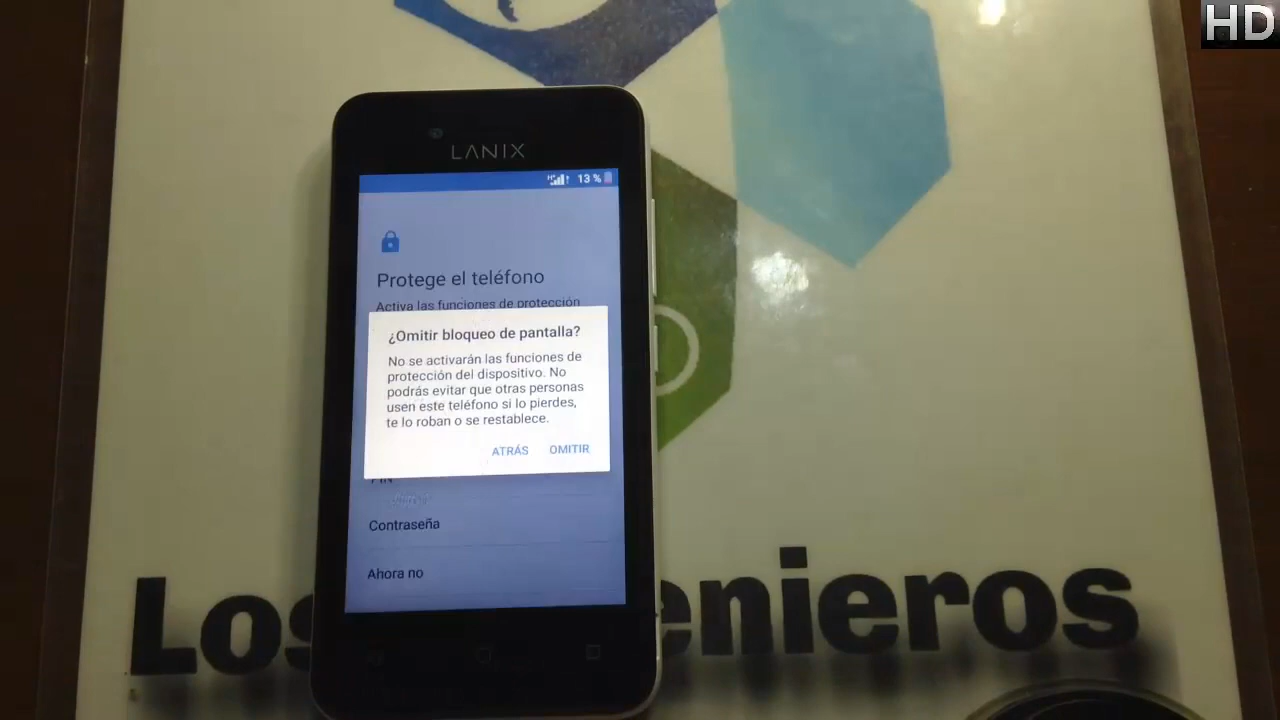 HD
LANIX
13 %
Protege el teléfono
Activa las funciones de protección
¿Omitir bloqueo de pantalla?
No se activarán las funciones de
protección del dispositivo. No
podrás evitar que otras personas
usen este teléfono si lo pierdes,
te lo roban o se restablece.
ATRÁS OMITIR
PIN
Contraseña
Ahora no
Los enieros